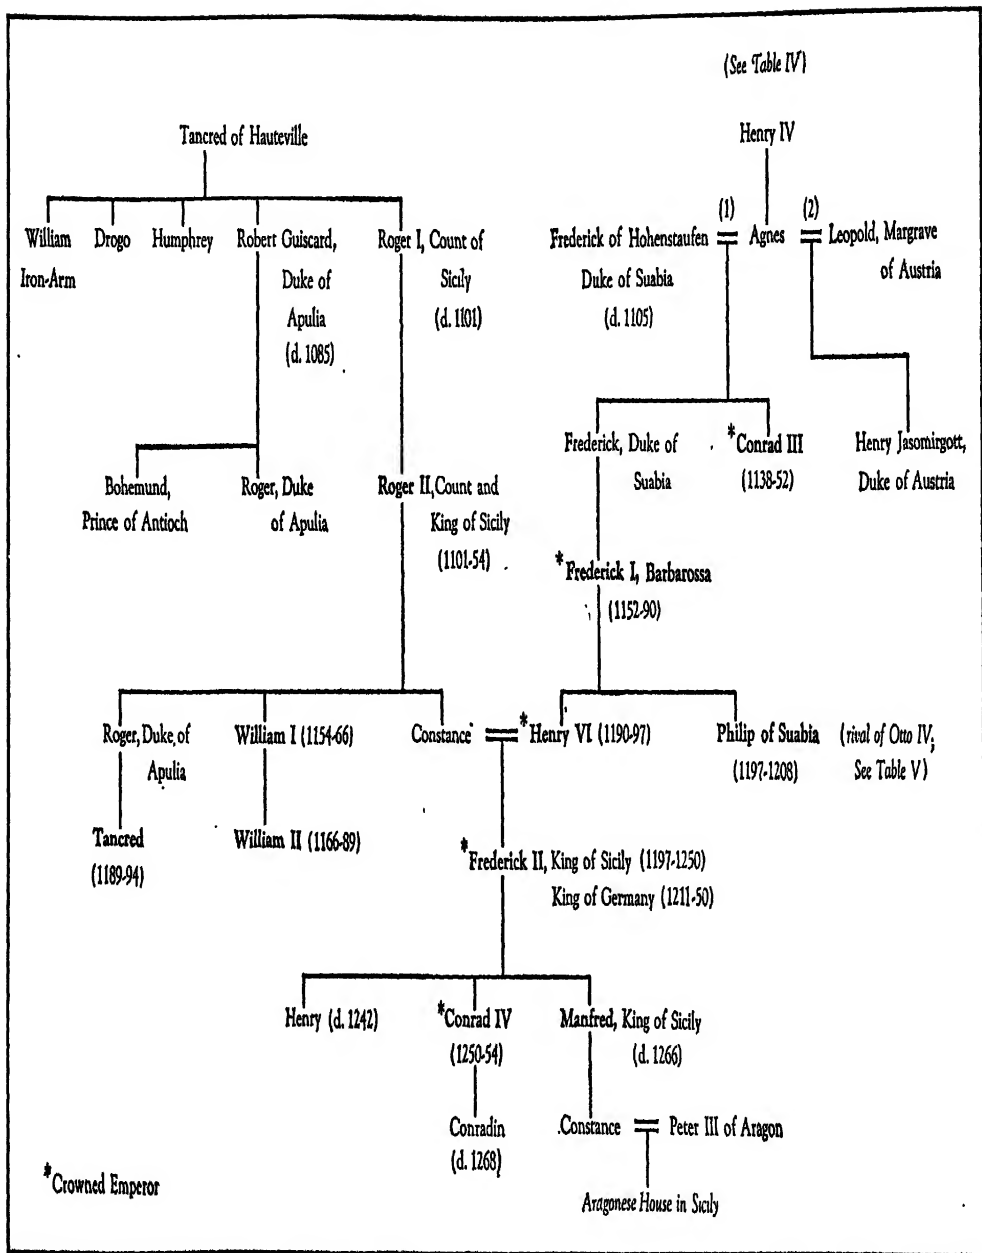 (See Table IV)
Tancred of Hauteville
Henry IV
(1)
(2)
William
Iron-Arm
Drogo
Humphrey
Robert Guiscard,
Duke of
Apulia
(d. 1085)
Roger I, Count of
Sicily
(d. 1101)
Frederick of Hohenstaufen
Duke of Suabia
(d. 1105)
Agnes
Leopold, Margrave
of Austria
Bohemund,
Prince of Antioch
Roger, Duke
of Apulia
Roger II, Count and
King of Sicily
(1101-54)
Frederick, Duke of
Suabia
*Conrad III
(1138-52)
Henry Jasomirgott,
Duke of Austria
*Frederick I, Barbarossa
(1152-90)
Roger, Duke of
Apulia
William I (1154-66)
Constance
*Henry VI (1190-97)
Philip of Suabia
(1197-1208)
(rival of Otto IV;
See Table V)
Tancred
(1189-94)
William II (1166-89)
*Frederick II, King of Sicily (1197-1250)
King of Germany (1211-50)
Henry (d. 1242)
*Conrad IV
(1250-54)
Manfred, King of Sicily
(d. 1266)
Conradin
(d. 1268)
Constance
Peter III of Aragon
*Crowned Emperor
Aragonese House in Sicily